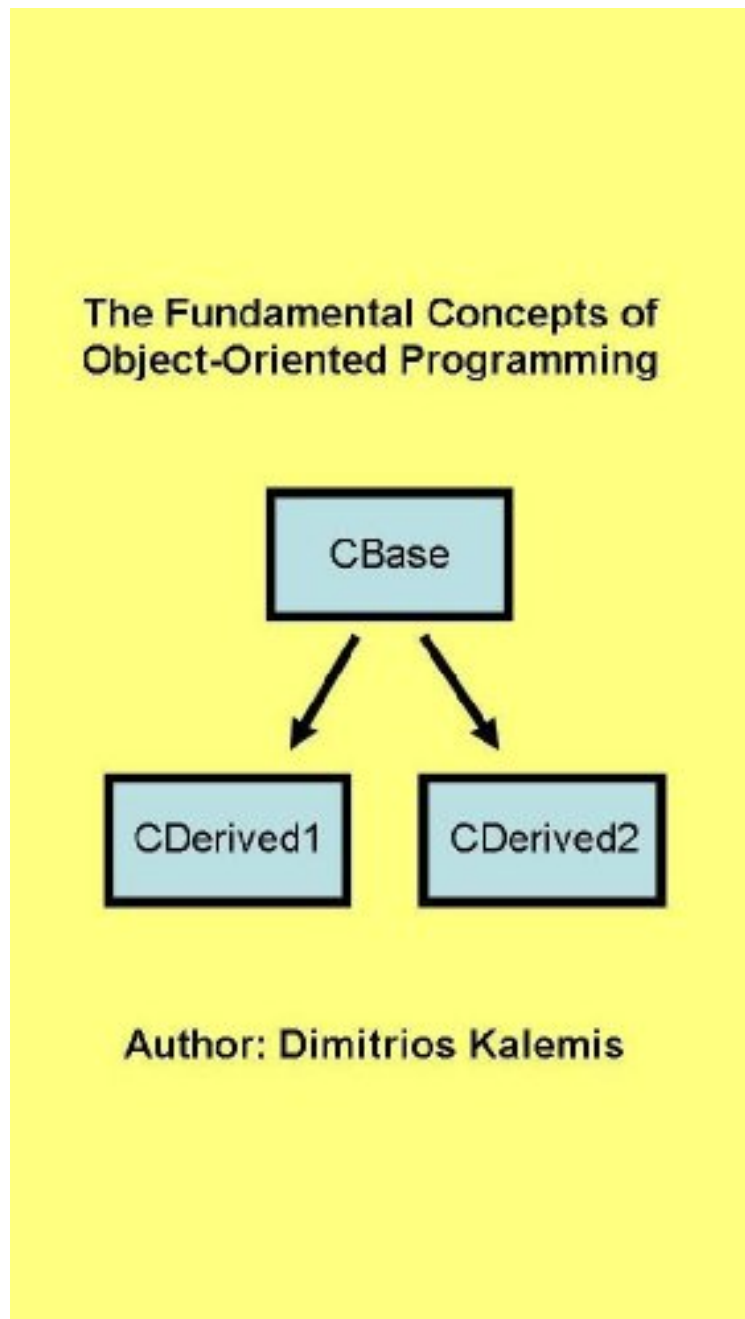 The Fundamental Concepts of
Object-Oriented Programming
CBase
CDerived1
CDerived2
Author: Dimitrios Kalemis